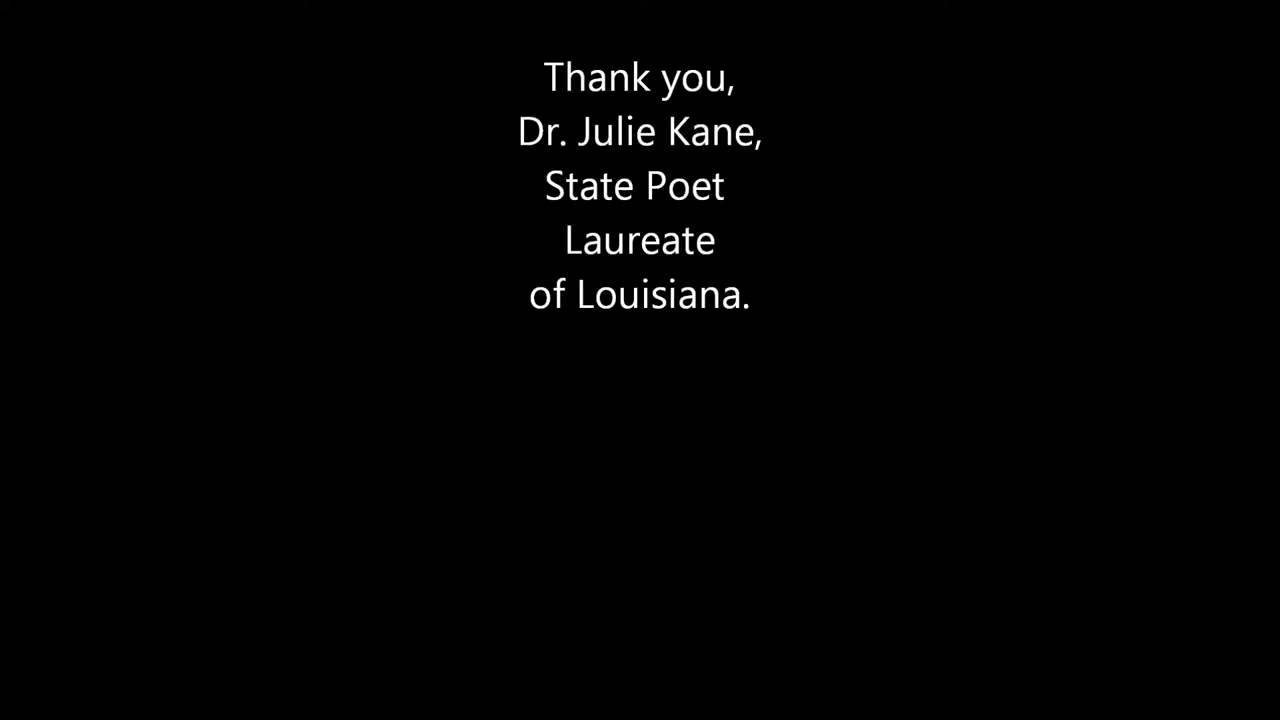 Thank you,
Dr. Julie Kane,
State Poet
Laureate
of Louisiana.